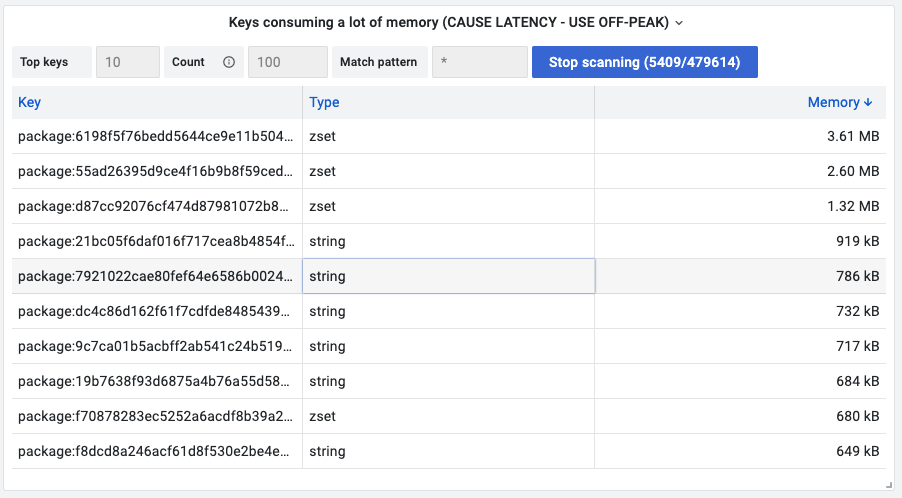 Keys consuming a lot of memory (CAUSE LATENCY - USE OFF-PEAK)
Top keys 10 Count 100 Match pattern * Stop scanning (5409/479614)
Key Type Memory
package:6198f5f76bedd5644ce9e11b504... zset 3.61 MB
package:55ad26395d9ce4f16b9b8f59ced... zset 2.60 MB
package:d87cc92076cf474d87981072b8... zset 1.32 MB
package:21bc05f6daf016f717cea8b4854f... string 919 kB
package:7921022cae80fef64e6586b0024... string 786 kB
package:dc4c86d162f61f7cdfde8485439... string 732 kB
package:9c7ca01b5acbff2ab541c24b519... string 717 kB
package:19b7638f93d6875a4b76a55d58... string 684 kB
package:f70878283ec5252a6acdf8b39a2... zset 680 kB
package:f8dcd8a246acf61d8f530e2be4e... string 649 kB